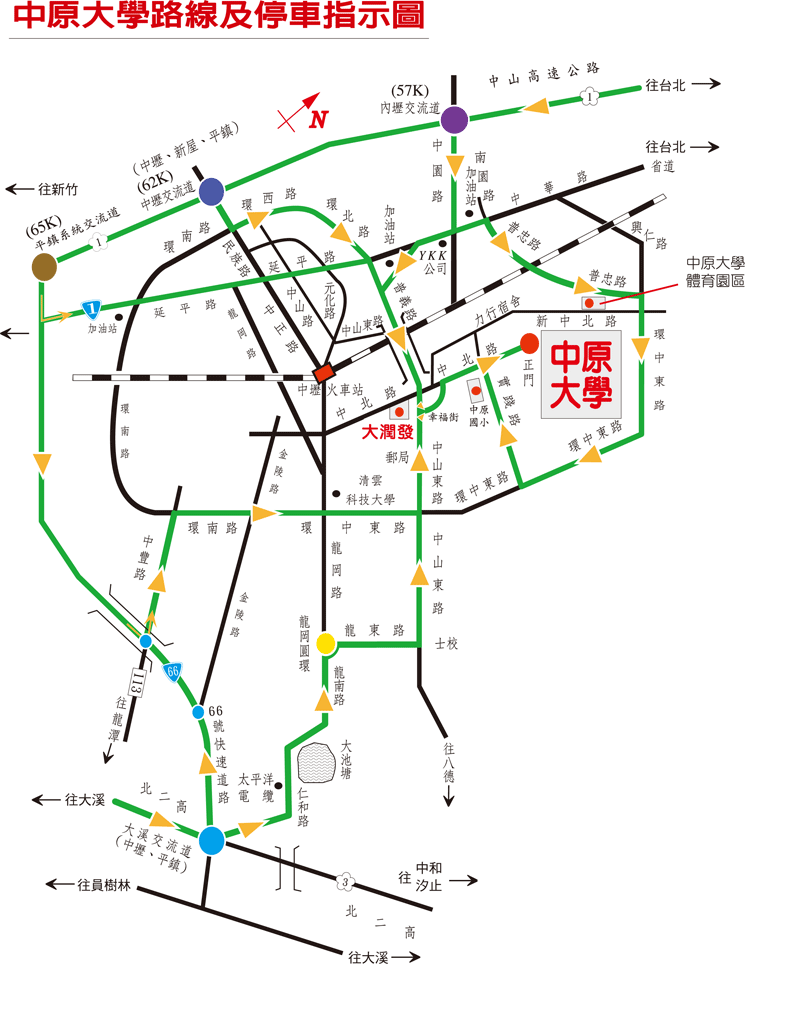 中原大學路線及停車指示圖
(57K)
內壢交流道
中山高速公路
1
往台北
N
往台北
省道
(中壢、新屋、平鎮)
(62K)
中壢交流道
往新竹
(65K)
平鎮系統交流道
1
環南路
環西路
環北路
中園路
南園路
加油站
加油站
中華路
興仁路
普忠路
普忠路
中原大學
體育園區
YKK
公司
民族路
延平路
延平路
1
加油站
龍岡路
中正路
中山路
元化路
中山東路
普義路
力行宿舍
新中北路
環中東路
中壢火車站
中北路
中北路
實踐路
正門
中原
大學
中原
國小
大潤發
幸福街
郵局
中山東路
環中東路
環中東路
環南路
金陵路
清雲
科技大學
環南路
環中東路
中豐路
龍岡路
中山東路
金陵路
龍岡圓環
龍東路
士校
113
66
往龍潭
66號快速道路
龍南路
大池塘
往八德
太平洋
電纜
仁和路
往大溪
北二高
大溪交流道
(中壢、平鎮)
往員樹林
3
往
中和
汐止
北二高
往大溪